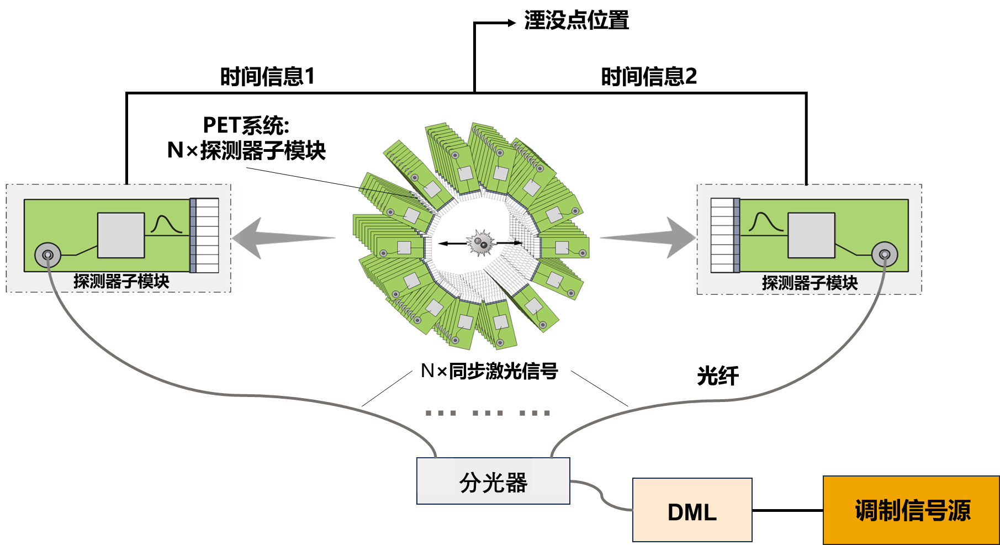 湮没点位置
时间信息1
时间信息2
PET系统:
N×探测器子模块
探测器子模块
探测器子模块
N×同步激光信号
光纤
分光器
DML
调制信号源